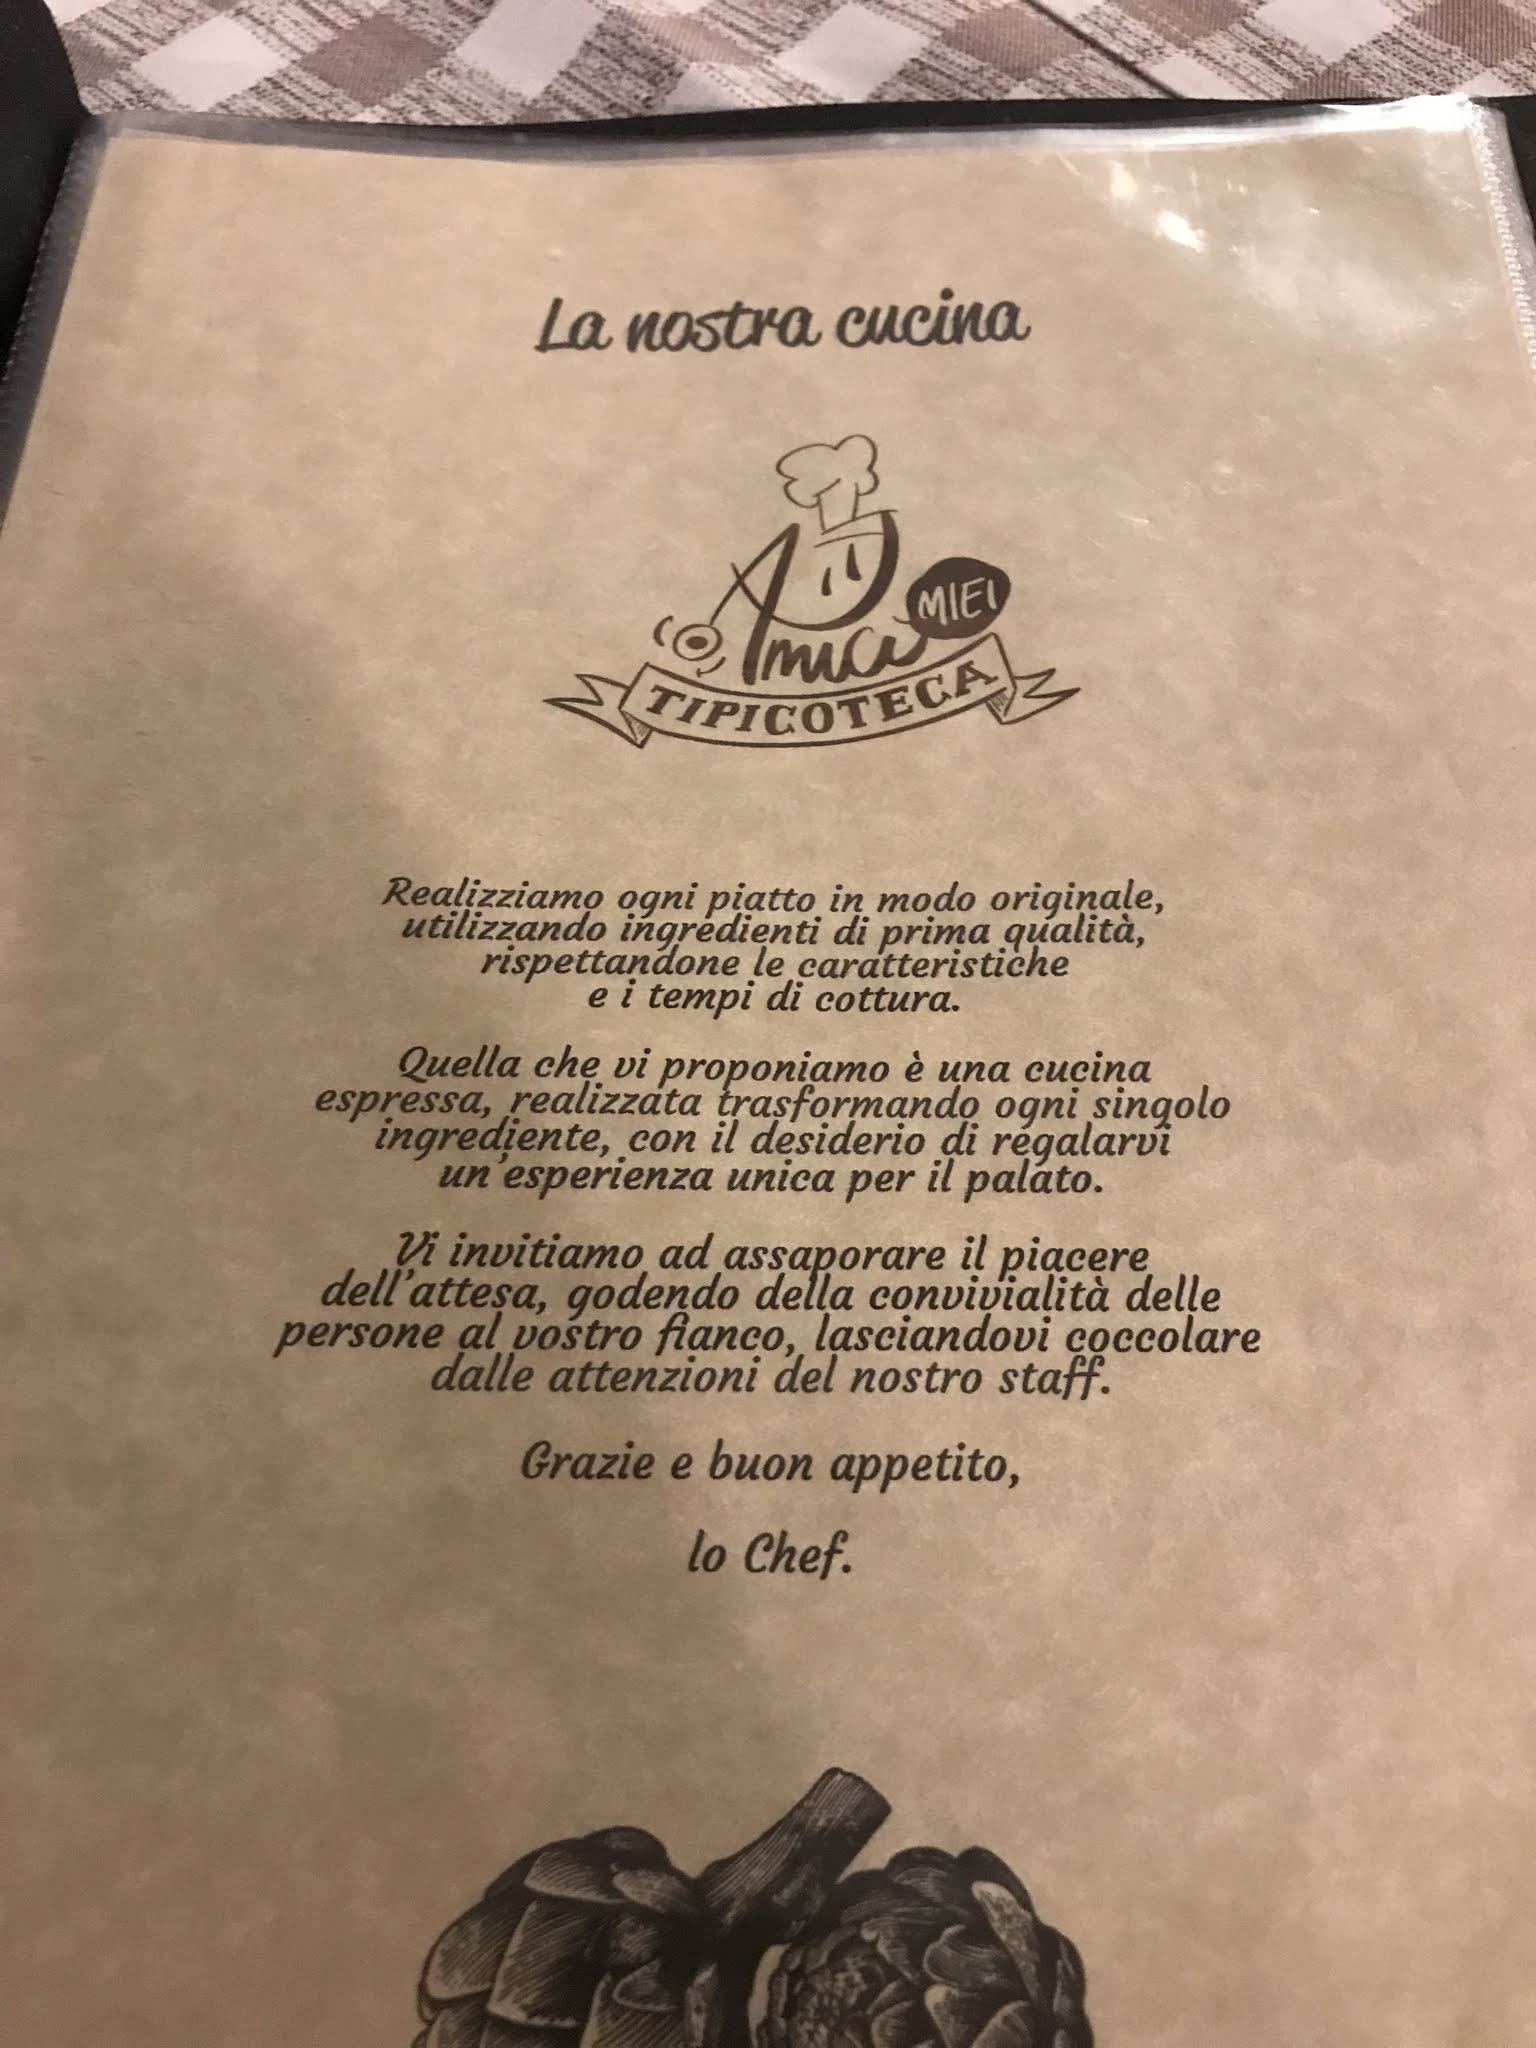 La nostra cucina
Amici MIEI
TIPICOTECA
Realizziamo ogni piatto in modo originale,
utilizzando ingredienti di prima qualità,
rispettandone le caratteristiche
e i tempi di cottura.
Quella che vi proponiamo è una cucina
espressa, realizzata trasformando ogni singolo
ingrediente, con il desiderio di regalarvi
un'esperienza unica per il palato.
Vi invitiamo ad assaporare il piacere
dell'attesa, godendo della convivialità delle
persone al vostro fianco, lasciandovi coccolare
dalle attenzioni del nostro staff.
Grazie e buon appetito,
lo Chef.